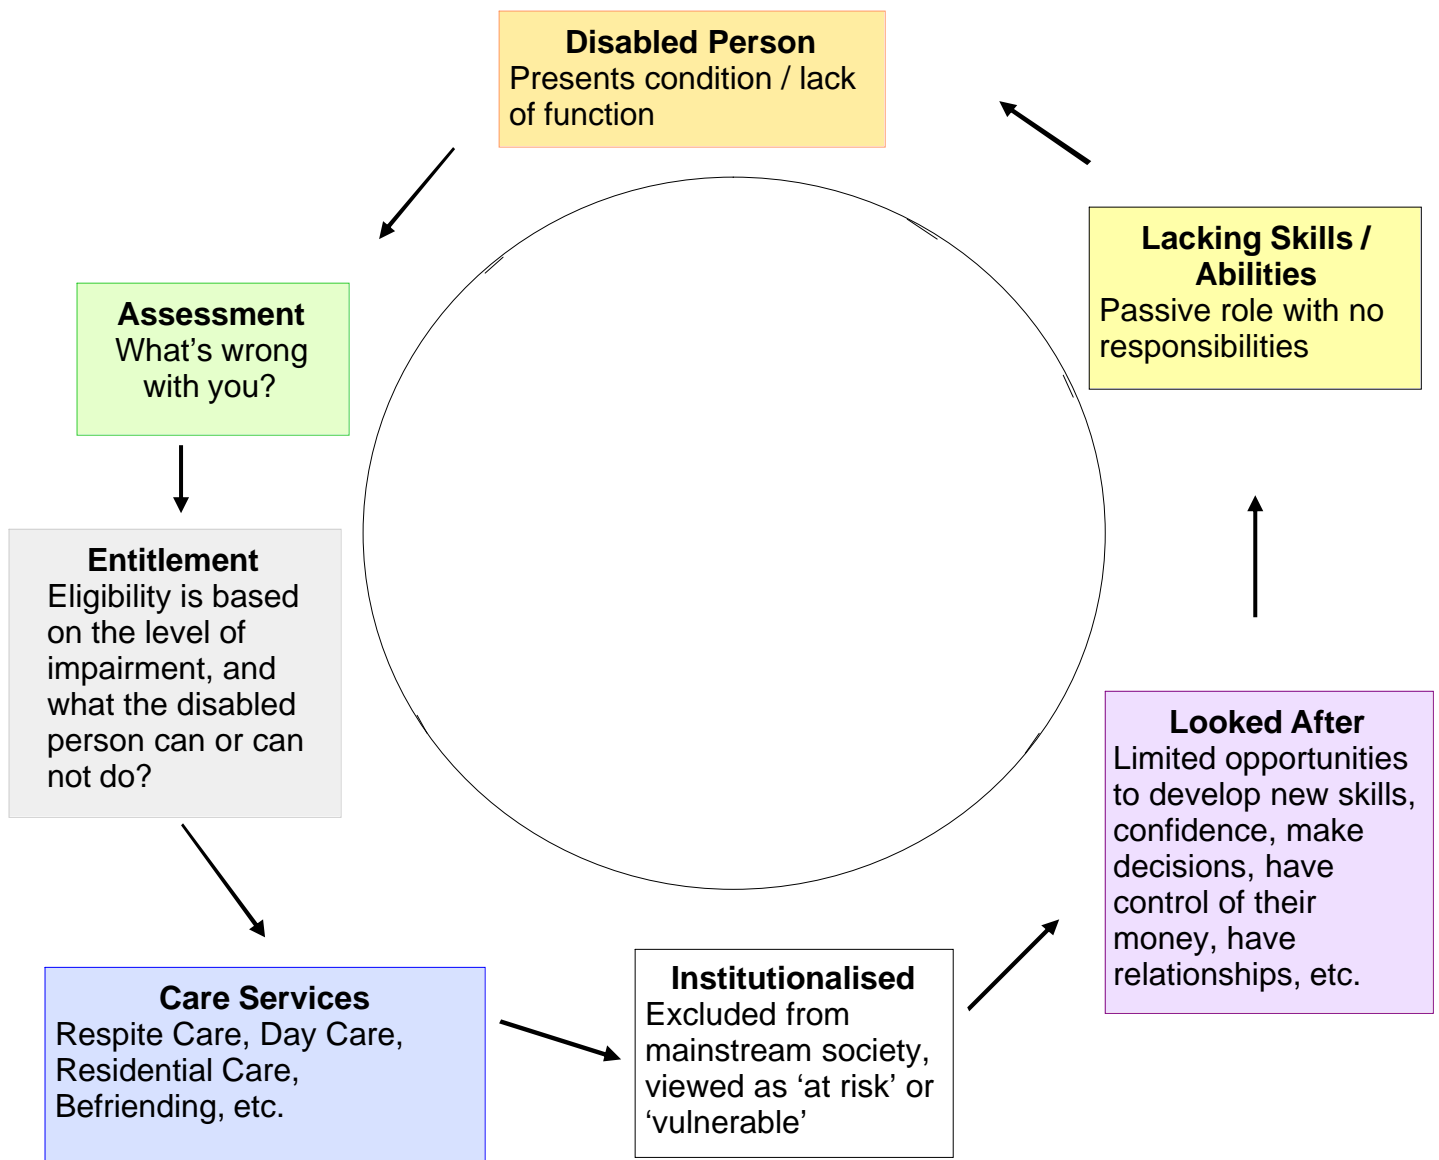 Disabled Person
Presents condition / lack
of function
Assessment
What’s wrong
with you?
Entitlement
Eligibility is based
on the level of
impairment, and
what the disabled
person can or can
not do?
Care Services
Respite Care, Day Care,
Residential Care,
Befriending, etc.
Institutionalised
Excluded from
mainstream society,
viewed as ‘at risk’ or
‘vulnerable’
Looked After
Limited opportunities
to develop new skills,
confidence, make
decisions, have
control of their
money, have
relationships, etc.
Lacking Skills /
Abilities
Passive role with no
responsibilities